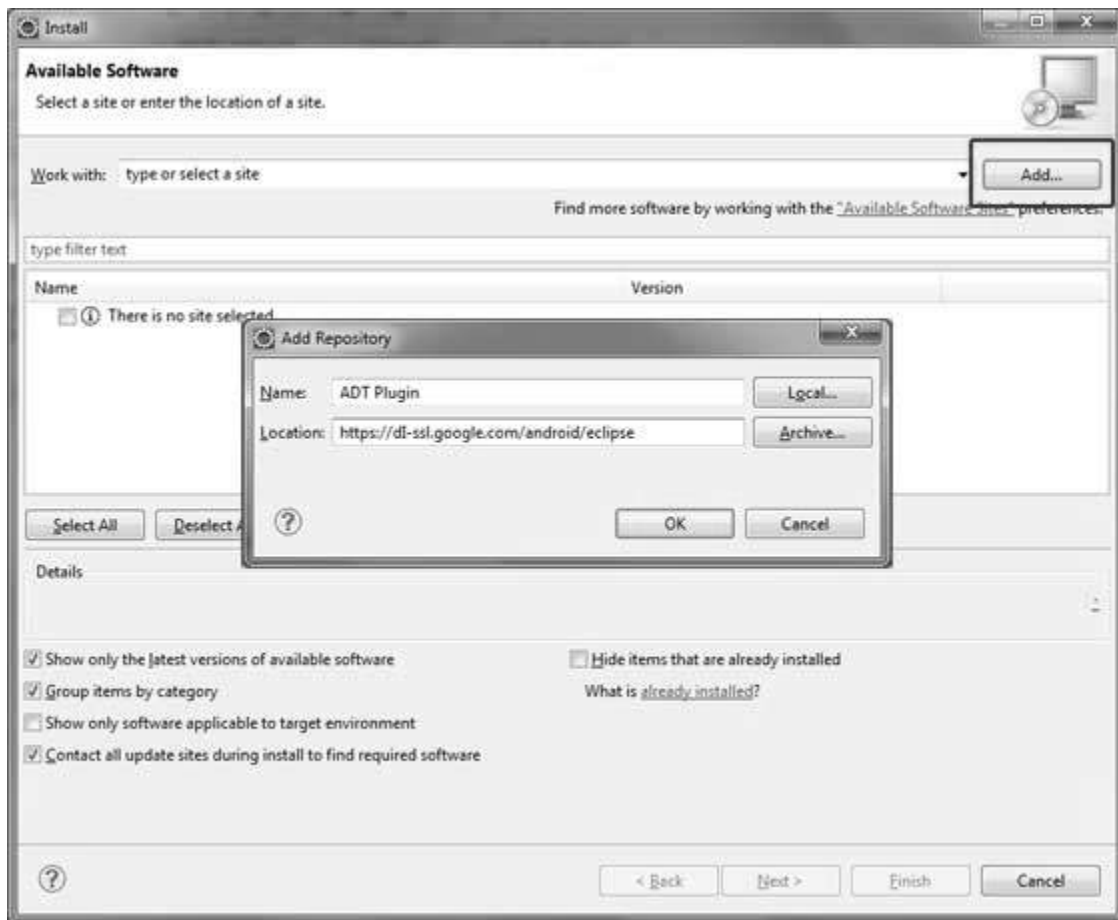 Install
Available Software
Select a site or enter the location of a site.
Work with: type or select a site Add...
Find more software by working with the "Available Software Sites" preferences.
type filter text
Name Version
There is no site selected
Add Repository
Name: ADT Plugin Local...
Location: https://dl-ssl.google.com/android/eclipse Archive...
OK Cancel
Select All Deselect A
Details
Show only the latest versions of available software Hide items that are already installed
Group items by category What is already installed?
Show only software applicable to target environment
Contact all update sites during install to find required software
< Back Next > Finish Cancel